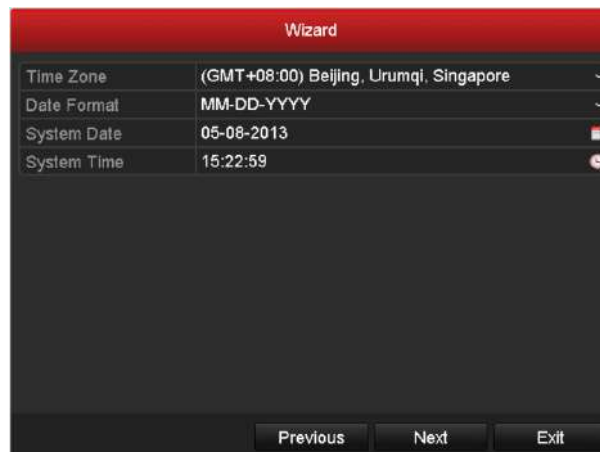 Wizard
Time Zone (GMT+08:00) Beijing, Urumqi, Singapore
Date Format MM-DD-YYYY
System Date 05-08-2013
System Time 15:22:59
Previous Next Exit